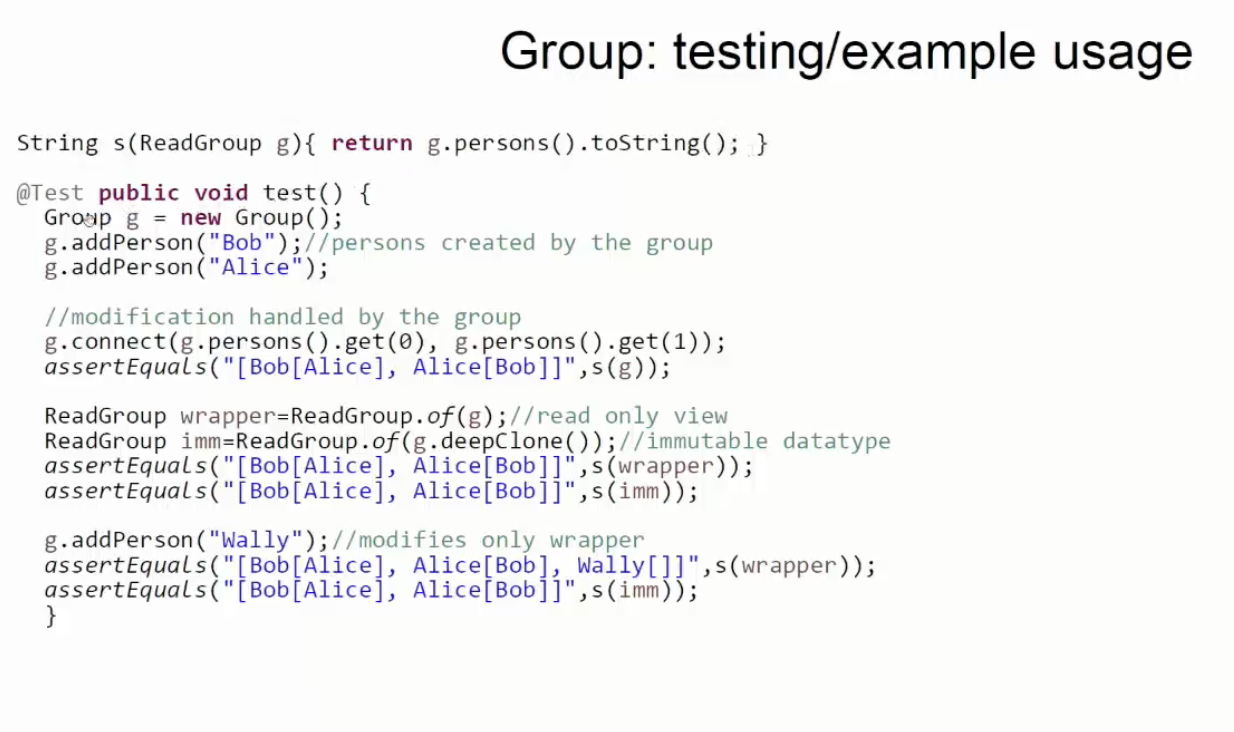 Group: testing/example usage
String s(ReadGroup g){ return g.persons().toString(); }
@Test public void test() {
Group g = new Group();
g.addPerson("Bob");//persons created by the group
g.addPerson("Alice");
//modification handled by the group
g.connect(g.persons().get(0), g.persons().get(1));
assertEquals("[Bob[Alice], Alice[Bob]]",s(g));
ReadGroup wrapper=ReadGroup.of(g);//read only view
ReadGroup imm=ReadGroup.of(g.deepClone());//immutable datatype
assertEquals("[Bob[Alice], Alice[Bob]]",s(wrapper));
assertEquals("[Bob[Alice], Alice[Bob]]",s(imm));
g.addPerson("Wally");//modifies only wrapper
assertEquals("[Bob[Alice], Alice[Bob], Wally[]]",s(wrapper));
assertEquals("[Bob[Alice], Alice[Bob]]",s(imm));
}